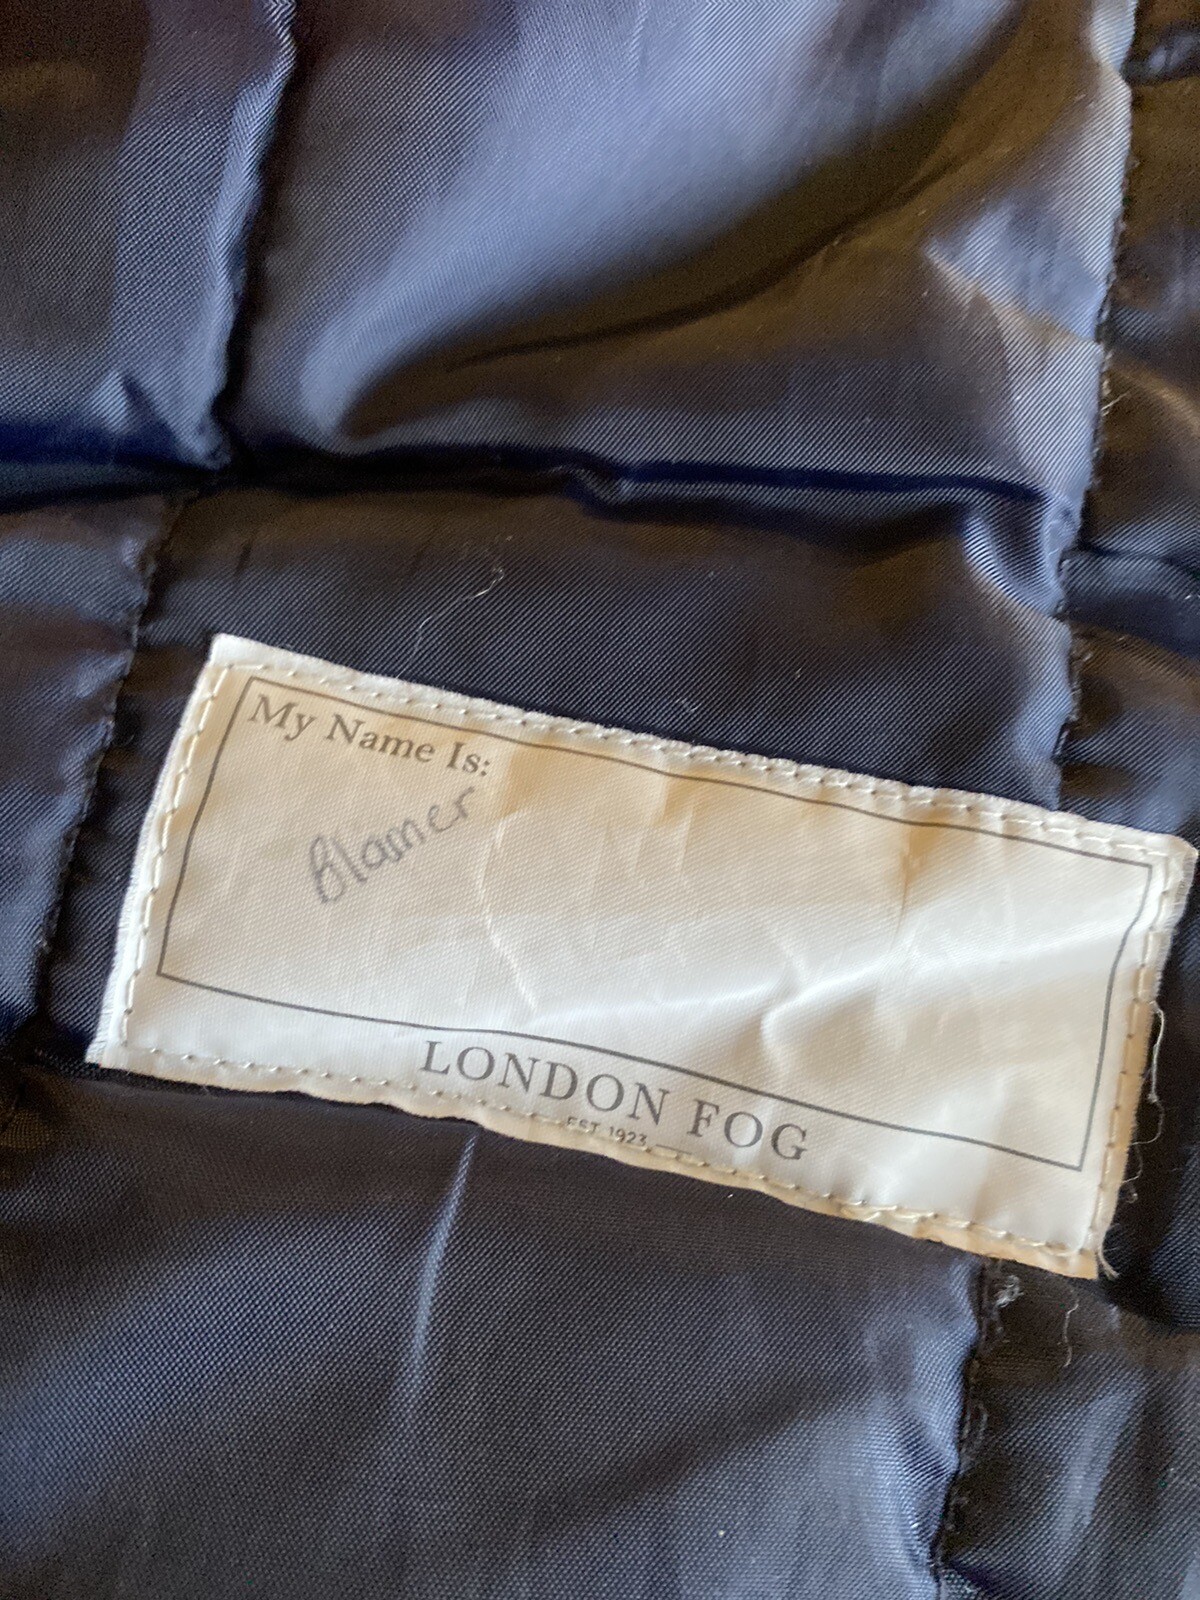 My Name Is:
Blamer
LONDON FOG
EST 1923